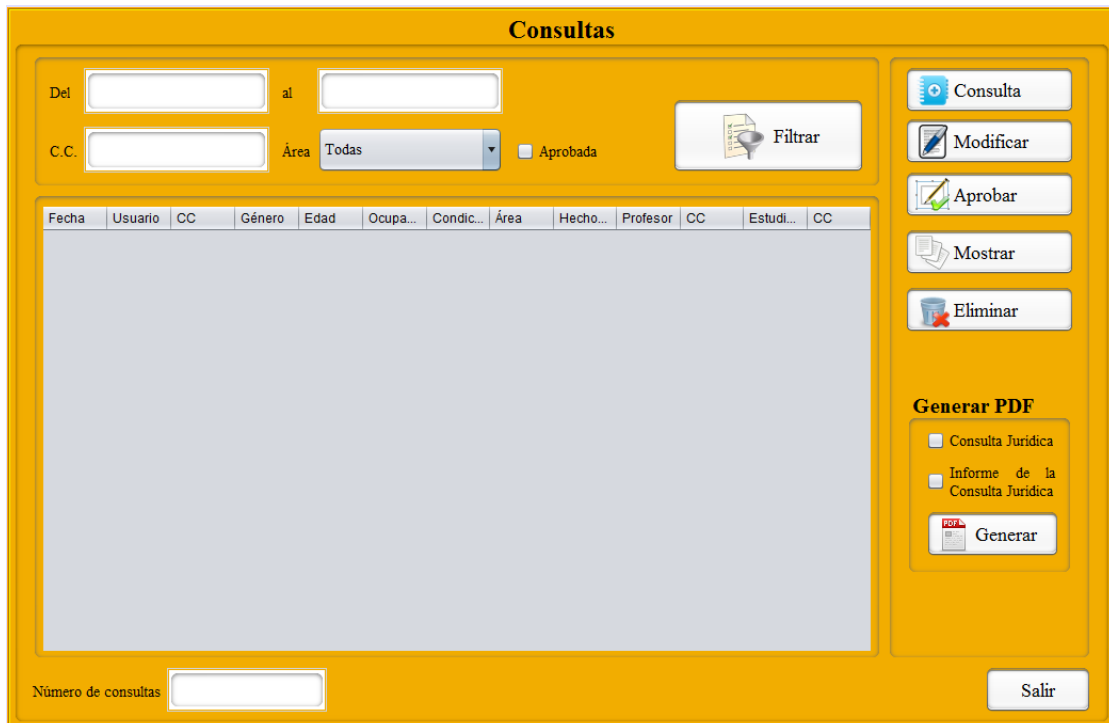 Consultas
Del
al
C.C.
Área
Todas
Aprobada
Filtrar
Fecha Usuario CC Género Edad Ocupa... Condic... Área Hecho... Profesor CC Estudi... CC
Consulta
Modificar
Aprobar
Mostrar
Eliminar
Generar PDF
Consulta Jurídica
Informe de la
Consulta Jurídica
PDF
Generar
Número de consultas
Salir